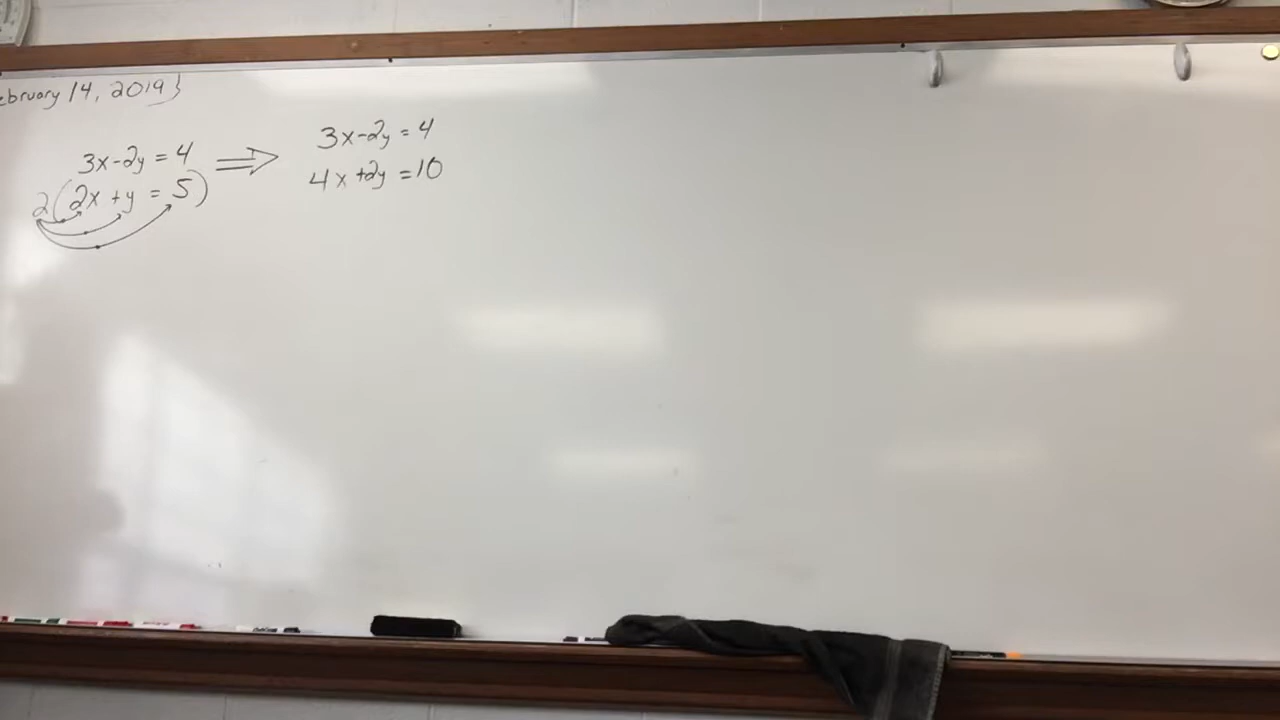 ebruary 14, 2019}
3x-2y = 4
2(2x + y = 5)
3x-2y = 4
4x +2y = 10